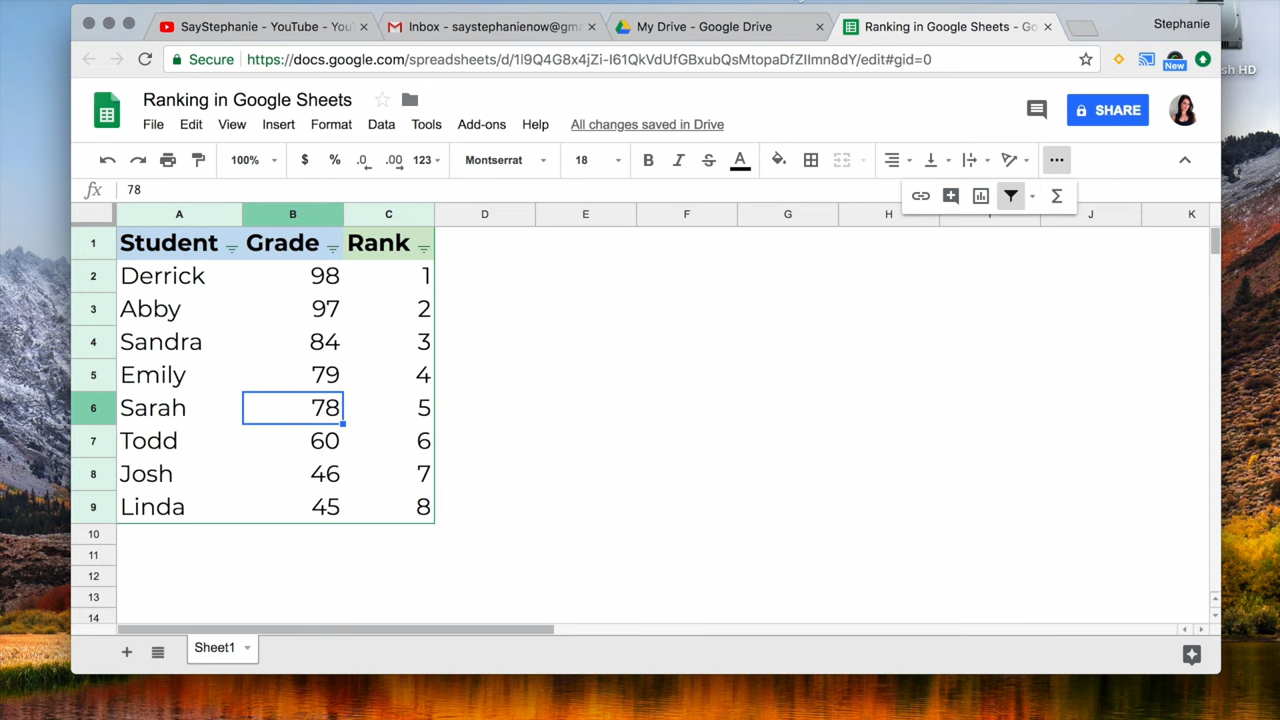 SayStephanie - YouTube - You
Inbox - saystephanienow@gma
My Drive - Google Drive
Ranking in Google Sheets - Go
Stephanie
Secure
https://docs.google.com/spreadsheets/d/1I9Q4G8x4jZi-I61QkVdUfGBxubQsMtopaDfZIlmn8dY/edit#gid=0
New
sh HD
Ranking in Google Sheets
SHARE
File Edit View Insert Format Data Tools Add-ons Help All changes saved in Drive
100% $ % .0 .00 123 Montserrat 18 B I S A
fx 78
A B C D E F G H I J K
1 Student Grade Rank
2 Derrick 98 1
3 Abby 97 2
4 Sandra 84 3
5 Emily 79 4
6 Sarah 78 5
7 Todd 60 6
8 Josh 46 7
9 Linda 45 8
10
11
12
13
14
Sheet1